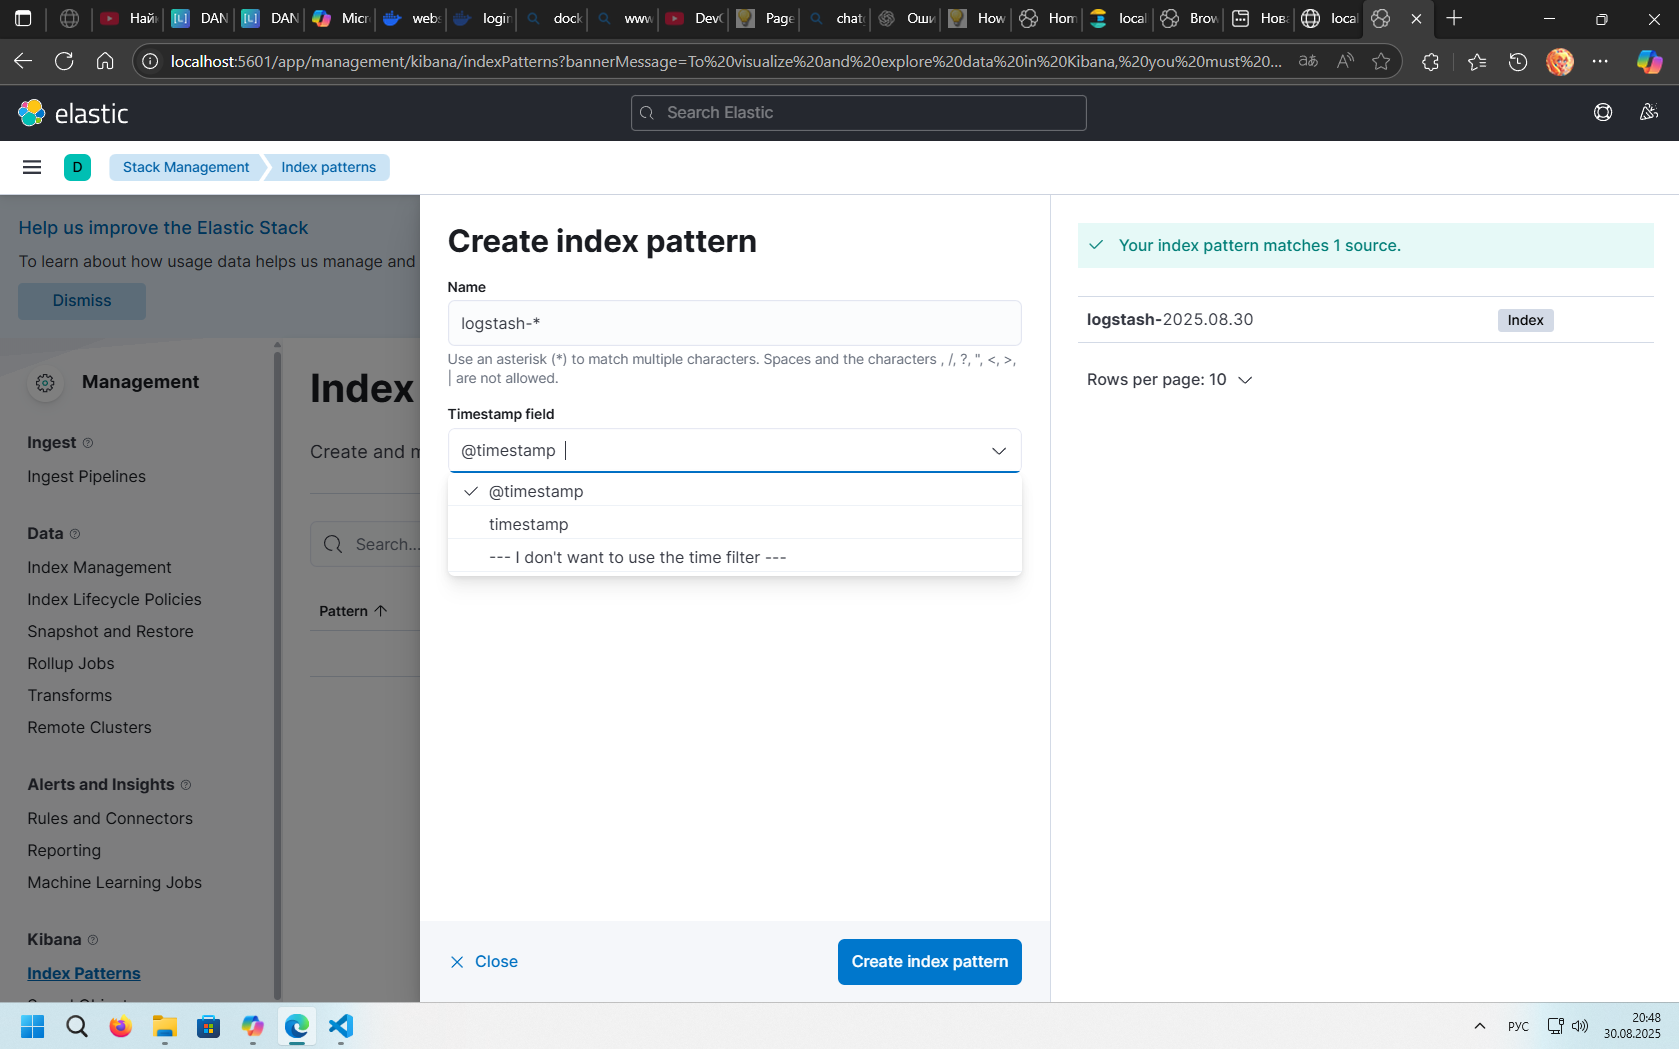 Най
DAN
DAN
Micr
webs
login
dock
www
DevO
Page
chat
Оши
How
Hom
local
Brow
Нова
local
localhost:5601/app/management/kibana/indexPatterns?bannerMessage=To%20visualize%20and%20explore%20data%20in%20Kibana,%20you%20must%20...
elastic
Search Elastic
D
Stack Management
Index patterns
Help us improve the Elastic Stack
To learn about how usage data helps us manage and
Dismiss
Management
Ingest
Ingest Pipelines
Data
Index Management
Index Lifecycle Policies
Snapshot and Restore
Rollup Jobs
Transforms
Remote Clusters
Alerts and Insights
Rules and Connectors
Reporting
Machine Learning Jobs
Kibana
Index Patterns
Index
Create and m
Search...
Pattern
Create index pattern
Name
logstash-*
Use an asterisk (*) to match multiple characters. Spaces and the characters , /, ?, ", <, >,
| are not allowed.
Timestamp field
@timestamp
@timestamp
timestamp
--- I don't want to use the time filter ---
Close
Create index pattern
Your index pattern matches 1 source.
logstash-2025.08.30
Index
Rows per page: 10
РУС
20:48
30.08.2025